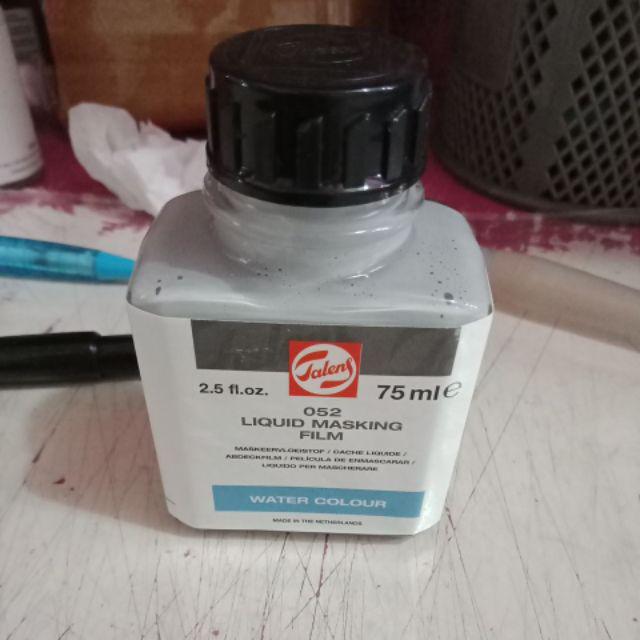 Talens
2.5 fl.oz. 75 ml e
052
LIQUID MASKING
FILM
MASKEERVLOEISTOF / CACHE LIQUIDE /
ABDECKFILM / PELÍCULA DE ENMASCARAR /
LIQUIDO PER MASCHERARE
WATER COLOUR
MADE IN THE NETHERLANDS